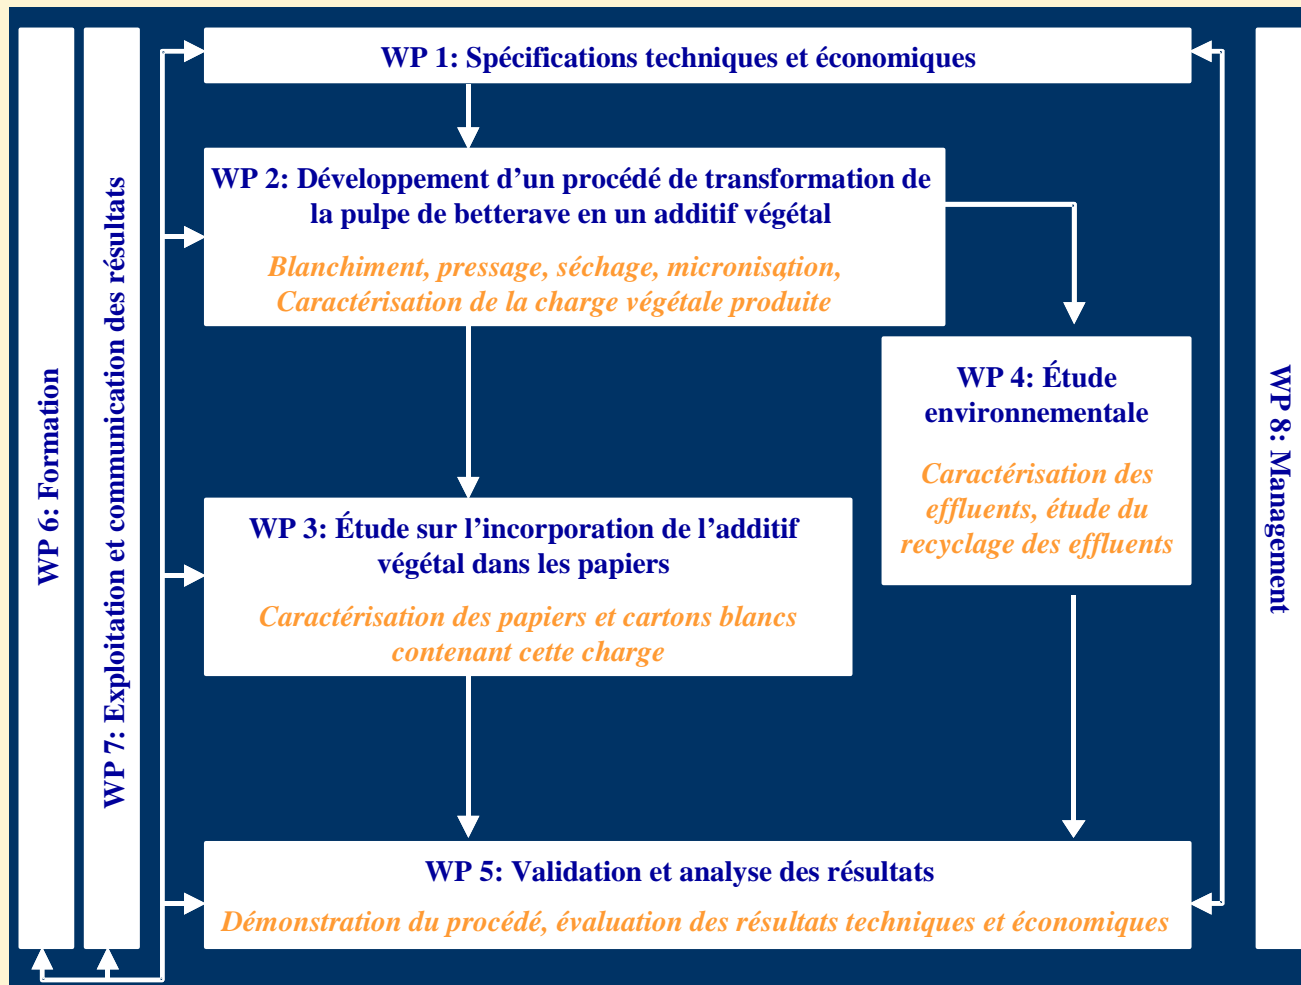 WP 1: Spécifications techniques et économiques
WP 2: Développement d’un procédé de transformation de
la pulpe de betterave en un additif végétal
Blanchiment, pressage, séchage, micronisation,
Caractérisation de la charge végétale produite
WP 4: Étude
environnementale
Caractérisation des
effluents, étude du
recyclage des effluents
WP 3: Étude sur l’incorporation de l’additif
végétal dans les papiers
Caractérisation des papiers et cartons blancs
contenant cette charge
WP 5: Validation et analyse des résultats
Démonstration du procédé, évaluation des résultats techniques et économiques
WP 6: Formation
WP 7: Exploitation et communication des résultats
WP 8: Management